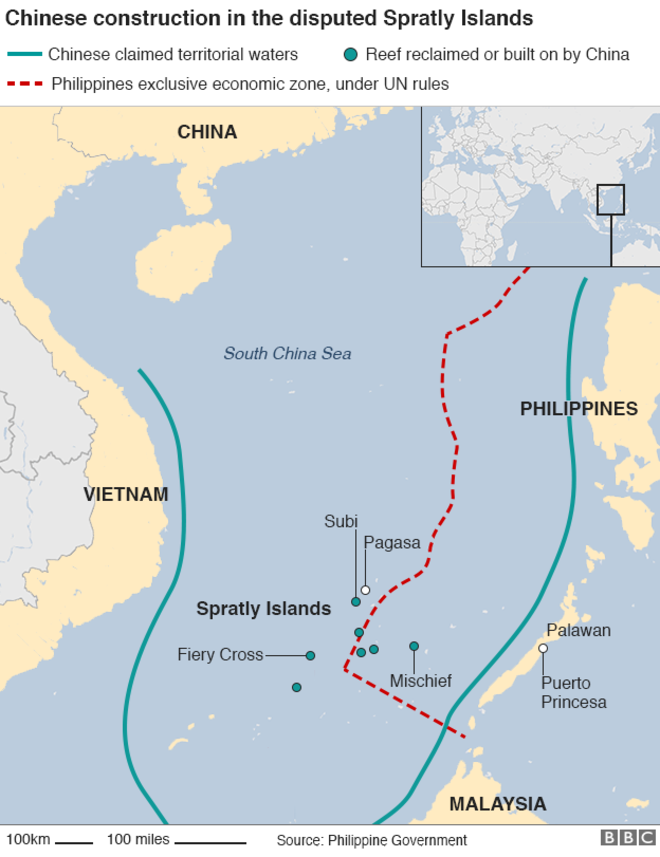 Chinese construction in the disputed Spratly Islands
Chinese claimed territorial waters
Reef reclaimed or built on by China
Philippines exclusive economic zone, under UN rules
CHINA
South China Sea
PHILIPPINES
VIETNAM
Subi
Pagasa
Spratly Islands
Palawan
Fiery Cross
Mischief
Puerto
Princesa
MALAYSIA
100km
100 miles
Source: Philippine Government
BBC